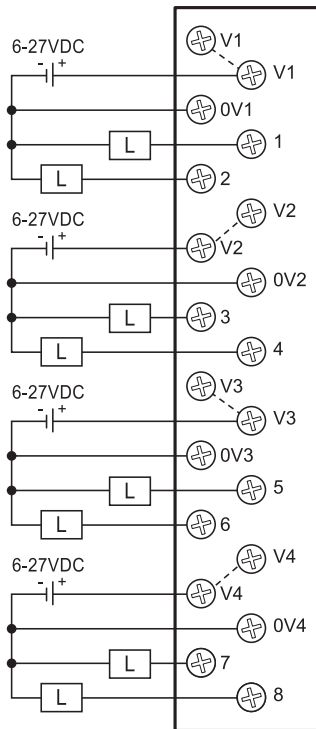 V1
6-27VDC
- + V1
0V1
L 1
L 2
V2
6-27VDC
- + V2
0V2
L 3
L 4
V3
6-27VDC
- + V3
0V3
L 5
L 6
V4
6-27VDC
- + V4
0V4
L 7
L 8